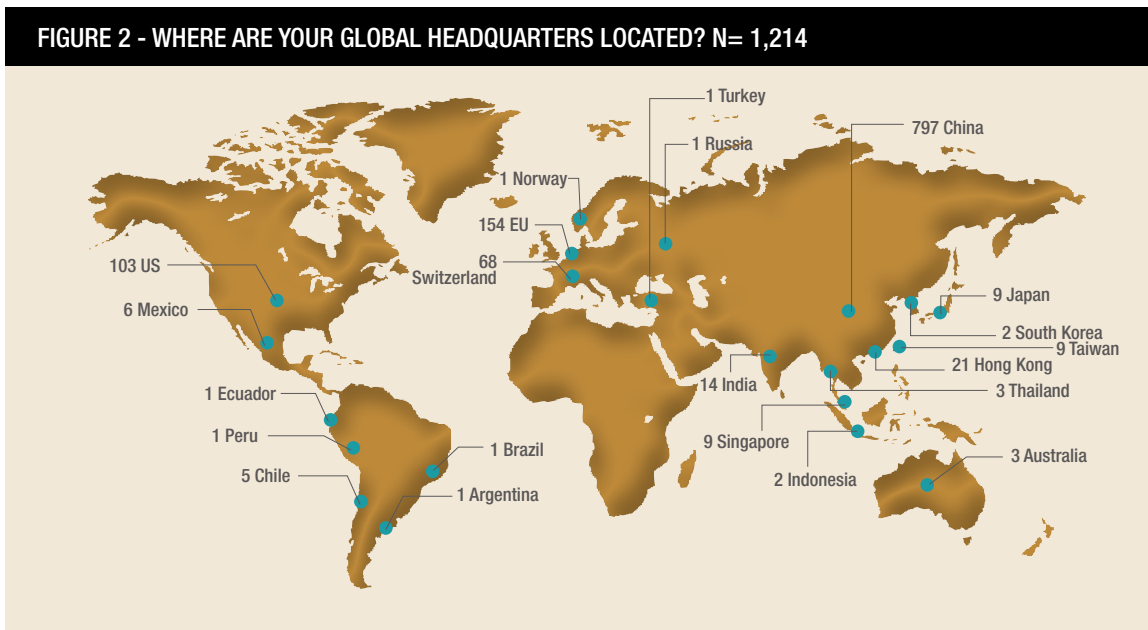 FIGURE 2 - WHERE ARE YOUR GLOBAL HEADQUARTERS LOCATED? N= 1,214
1 Turkey
797 China
1 Russia
1 Norway
154 EU
68
Switzerland
103 US
6 Mexico
9 Japan
2 South Korea
9 Taiwan
21 Hong Kong
14 India
3 Thailand
1 Ecuador
1 Peru
1 Brazil
9 Singapore
5 Chile
2 Indonesia
3 Australia
1 Argentina